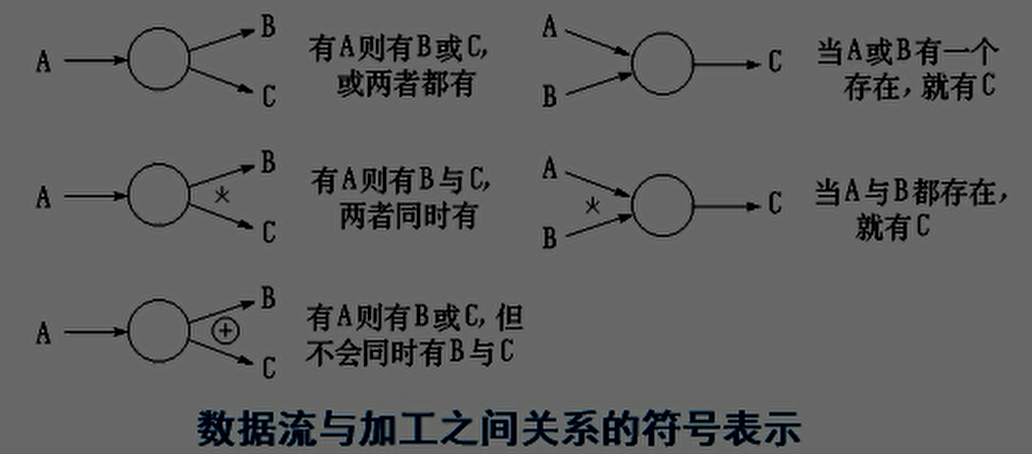 A
B
C
有A则有B或C,
或两者都有
A
B
C
当A或B有一个
存在,就有C
A
B
*
C
有A则有B与C,
两者同时有
A
*
B
C
当A与B都存在,
就有C
A
B
+
C
有A则有B或C,但
不会同时有B与C
数据流与加工之间关系的符号表示